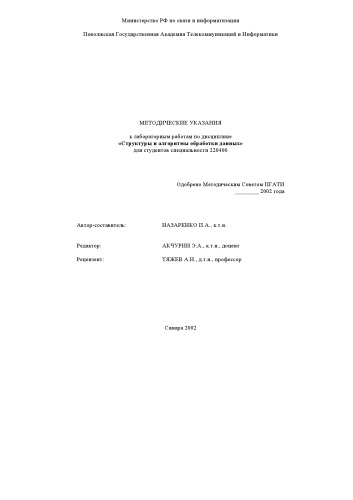 Министерство РФ по связи и информатизации
Поволжская Государственная Академия Телекоммуникаций и Информатики
МЕТОДИЧЕСКИЕ УКАЗАНИЯ
к лабораторным работам по дисциплине
«Структуры и алгоритмы обработки данных»
для студентов специальности 220400
Одобрено Методическим Советом ПГАТИ
________ 2002 года
Автор-составитель: НАЗАРЕНКО П.А., к.т.н.
Редактор: АКЧУРИН Э.А., к.т.н., доцент
Рецензент: ТЯЖЕВ А.И., д.т.н., профессор
Самара 2002